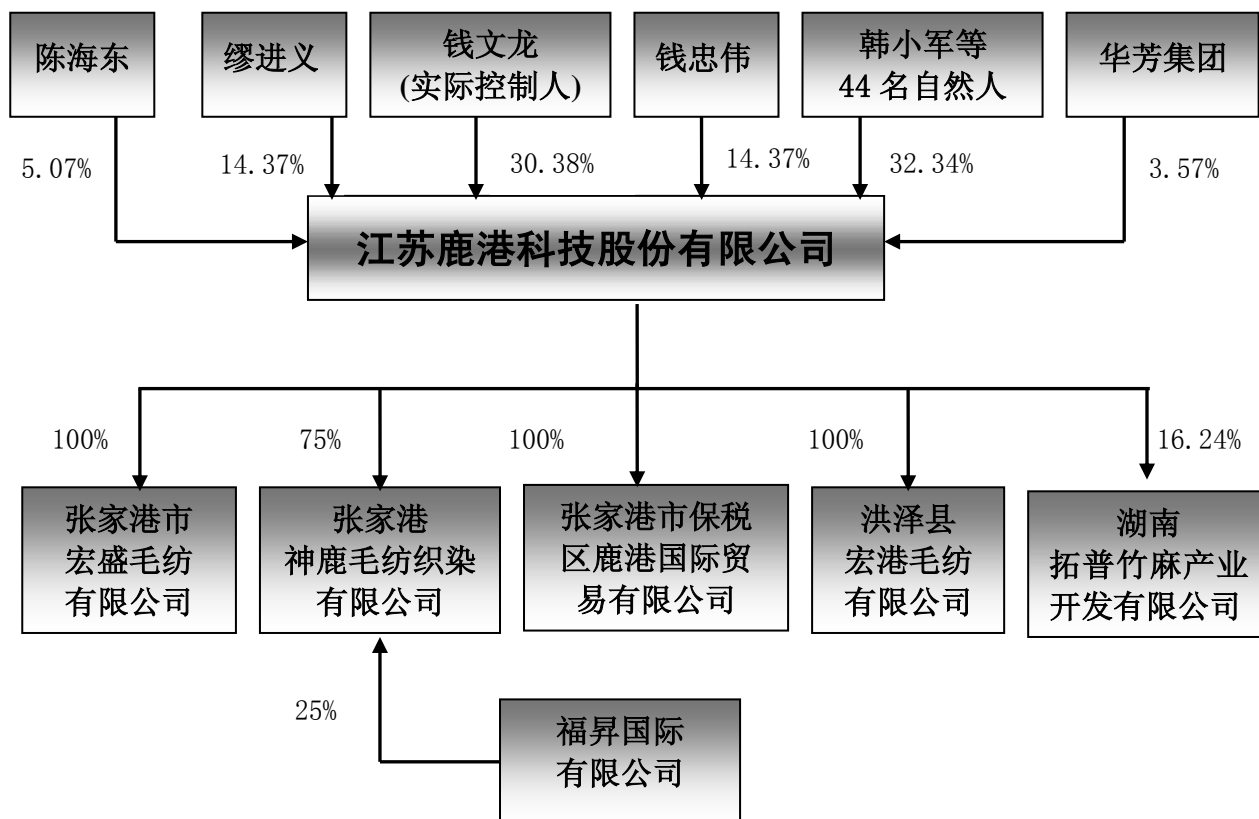 陈海东
缪进义
钱文龙
(实际控制人)
钱忠伟
韩小军等
44 名自然人
华芳集团
5.07%
14.37%
30.38%
14.37%
32.34%
3.57%
江苏鹿港科技股份有限公司
100%
75%
100%
100%
16.24%
张家港市
宏盛毛纺
有限公司
张家港
神鹿毛纺织染
有限公司
张家港市保税
区鹿港国际贸
易有限公司
洪泽县
宏港毛纺
有限公司
湖南
拓普竹麻产业
开发有限公司
25%
福昇国际
有限公司